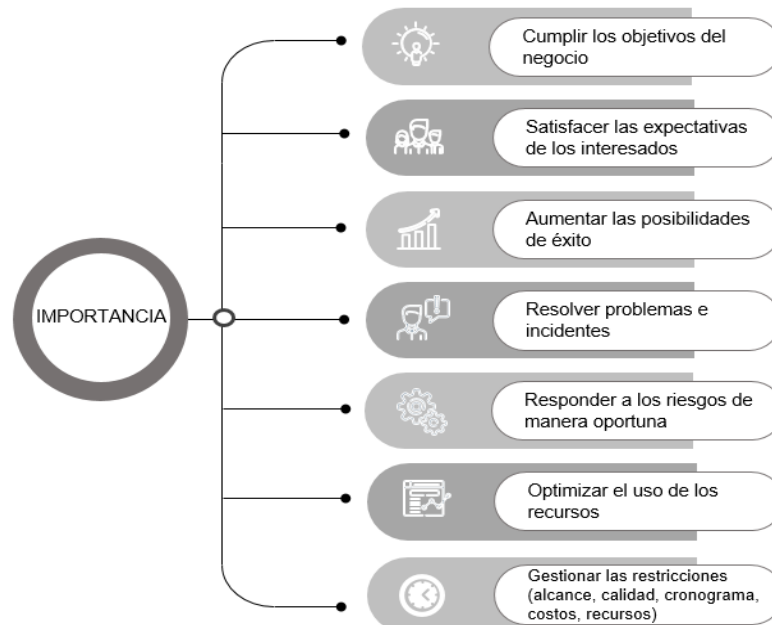 IMPORTANCIA
Cumplir los objetivos del
negocio
Satisfacer las expectativas
de los interesados
Aumentar las posibilidades
de éxito
Resolver problemas e
incidentes
Responder a los riesgos de
manera oportuna
Optimizar el uso de los
recursos
Gestionar las restricciones
(alcance, calidad, cronograma,
costos, recursos)